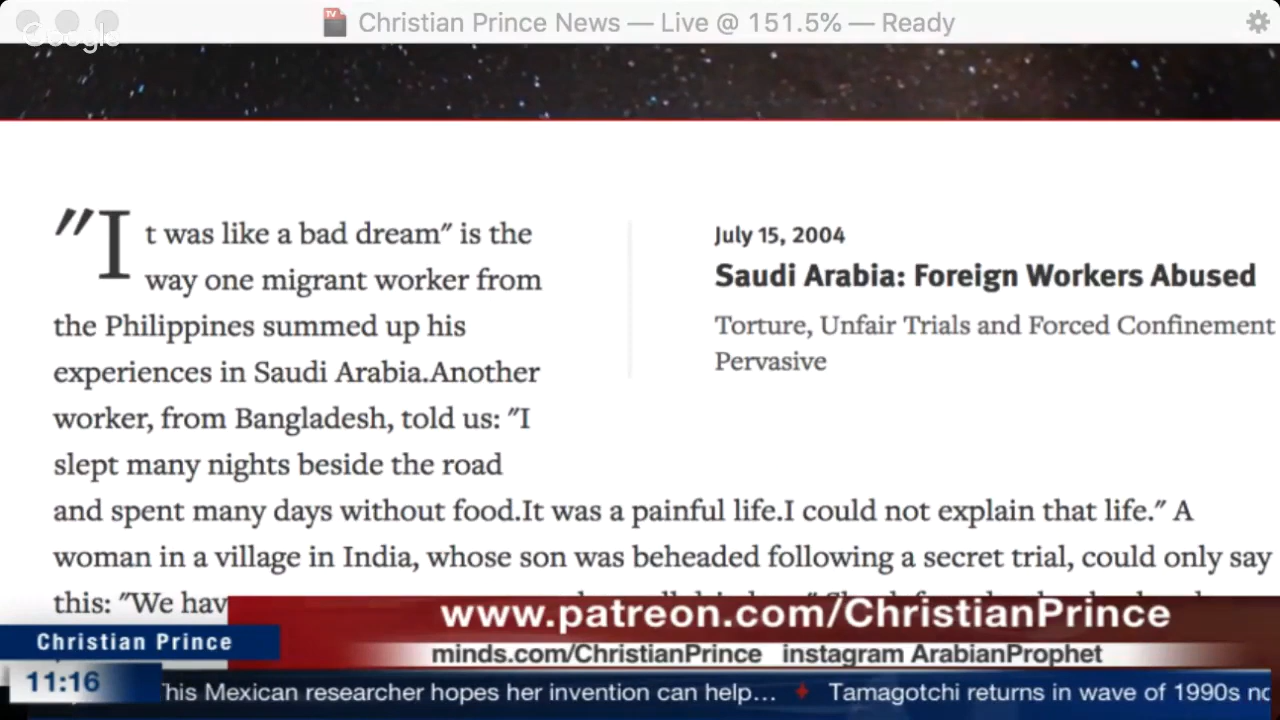 Christian Prince News — Live @ 151.5% — Ready
Google
"It was like a bad dream" is the
way one migrant worker from
the Philippines summed up his
experiences in Saudi Arabia.Another
worker, from Bangladesh, told us: "I
slept many nights beside the road
and spent many days without food.It was a painful life.I could not explain that life." A
woman in a village in India, whose son was beheaded following a secret trial, could only say
this: "We hav
July 15, 2004
Saudi Arabia: Foreign Workers Abused
Torture, Unfair Trials and Forced Confinement
Pervasive
www.patreon.com/ChristianPrince
Christian Prince
minds.com/ChristianPrince instagram ArabianProphet
11:16
his Mexican researcher hopes her invention can help... Tamagotchi returns in wave of 1990s no